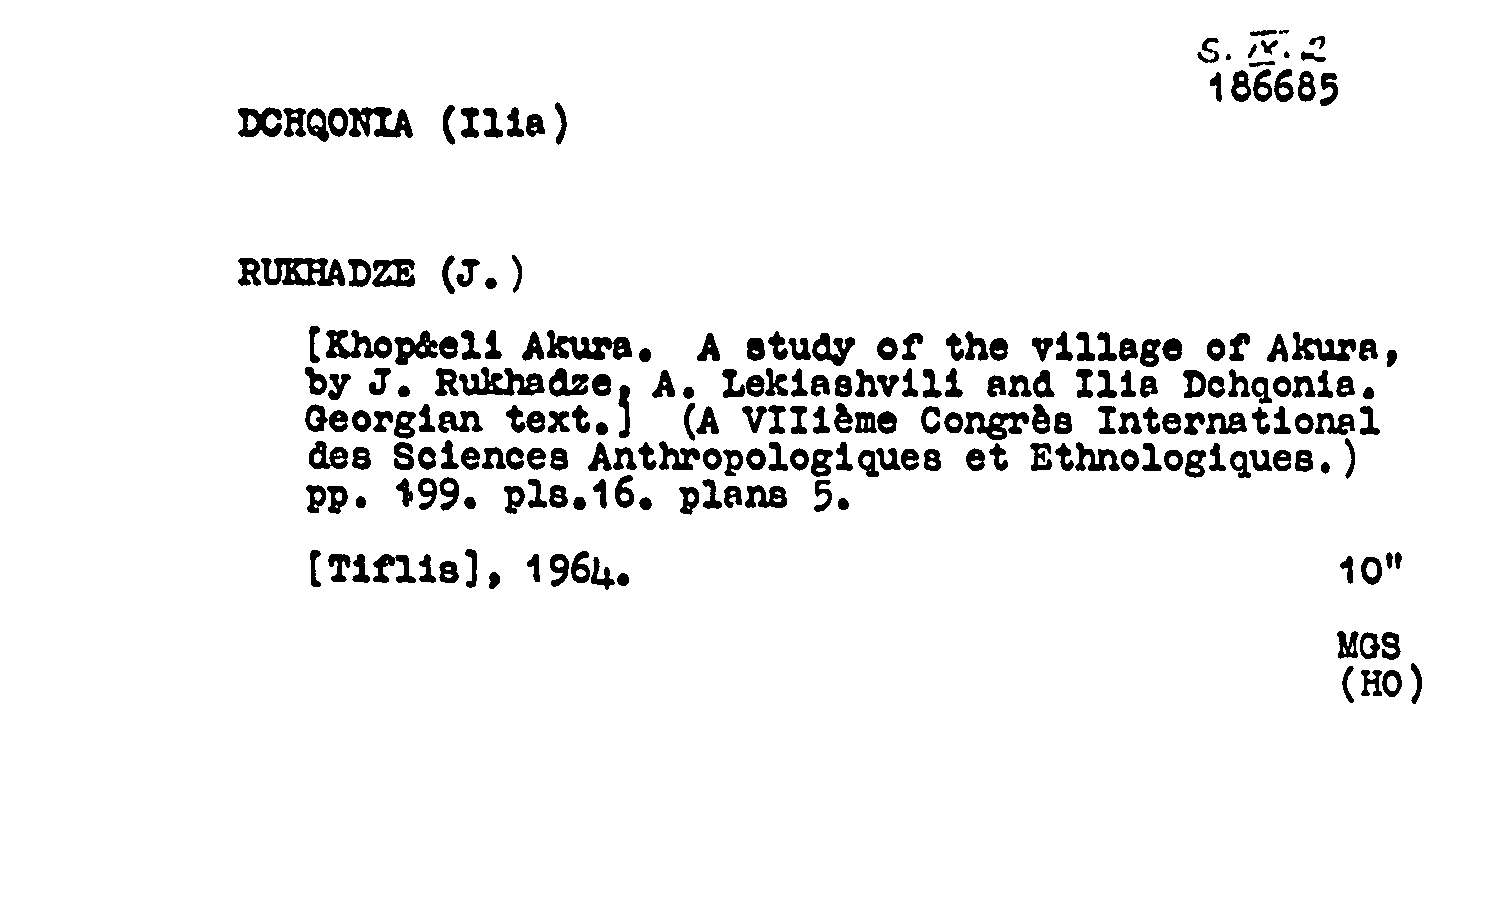 S. IX. 2
186685
DCHQONIA (Ilia)
RUKHADZE (J.)
[Khop&eli Akura. A study of the village of Akura,
by J. Rukhadze, A. Lekiashvili and Ilia Dchqonia.
Georgian text.] (A VIIième Congrès International
des Sciences Anthropologiques et Ethnologiques.)
pp. 199. pls.16. plans 5.
[Tiflis], 1964. 10"
MGS
(HO)